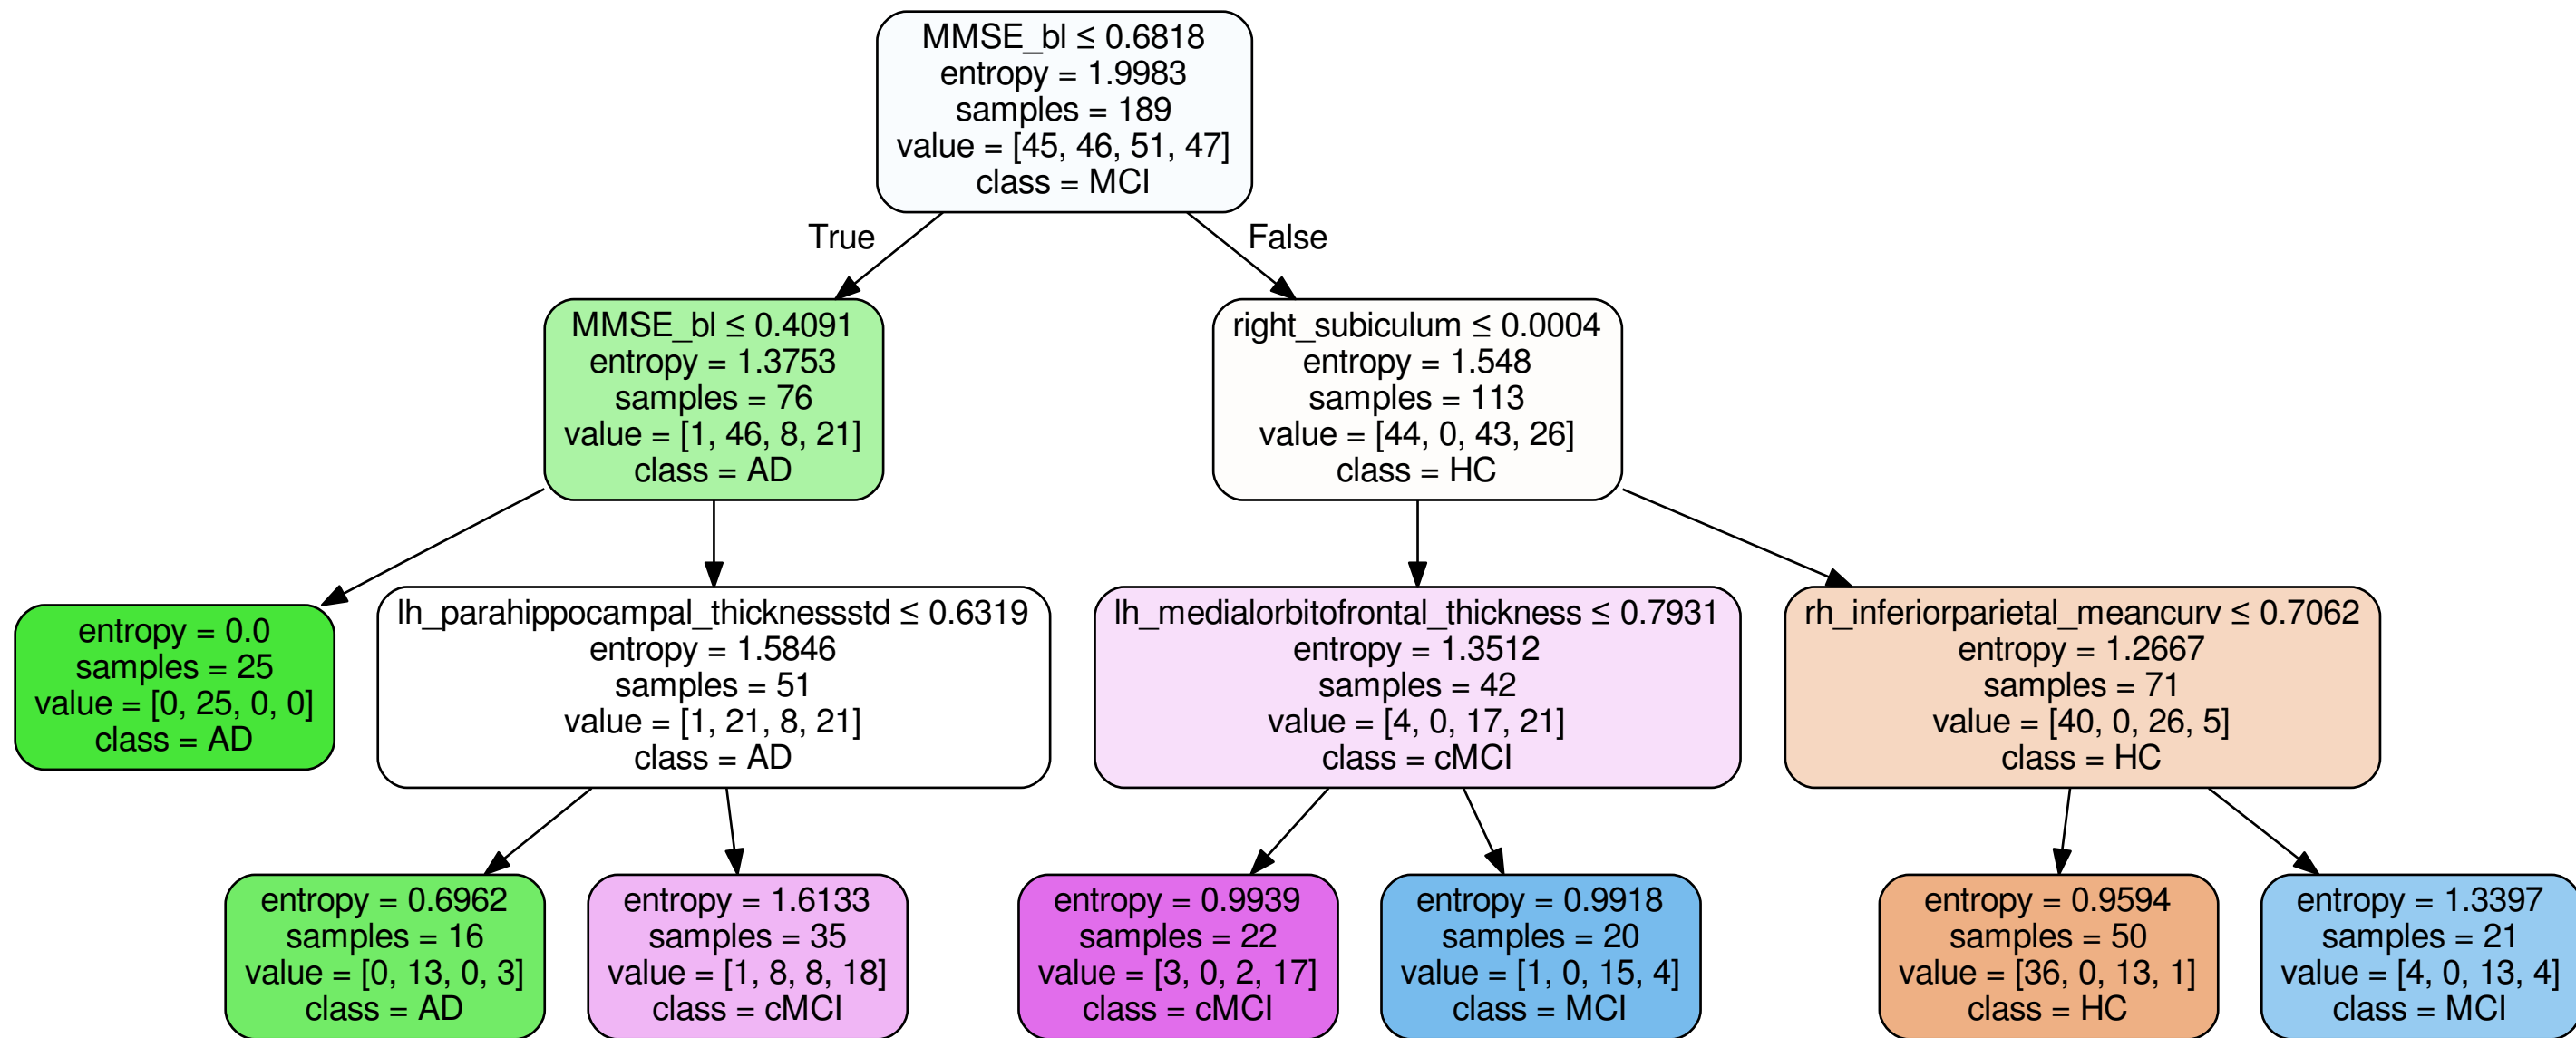 MMSE_bl ≤ 0.6818
entropy = 1.9983
samples = 189
value = [45, 46, 51, 47]
class = MCI
True
False
MMSE_bl ≤ 0.4091
entropy = 1.3753
samples = 76
value = [1, 46, 8, 21]
class = AD
right_subiculum ≤ 0.0004
entropy = 1.548
samples = 113
value = [44, 0, 43, 26]
class = HC
entropy = 0.0
samples = 25
value = [0, 25, 0, 0]
class = AD
lh_parahippocampal_thicknessstd ≤ 0.6319
entropy = 1.5846
samples = 51
value = [1, 21, 8, 21]
class = AD
lh_medialorbitofrontal_thickness ≤ 0.7931
entropy = 1.3512
samples = 42
value = [4, 0, 17, 21]
class = cMCI
rh_inferiorparietal_meancurv ≤ 0.7062
entropy = 1.2667
samples = 71
value = [40, 0, 26, 5]
class = HC
entropy = 0.6962
samples = 16
value = [0, 13, 0, 3]
class = AD
entropy = 1.6133
samples = 35
value = [1, 8, 8, 18]
class = cMCI
entropy = 0.9939
samples = 22
value = [3, 0, 2, 17]
class = cMCI
entropy = 0.9918
samples = 20
value = [1, 0, 15, 4]
class = MCI
entropy = 0.9594
samples = 50
value = [36, 0, 13, 1]
class = HC
entropy = 1.3397
samples = 21
value = [4, 0, 13, 4]
class = MCI